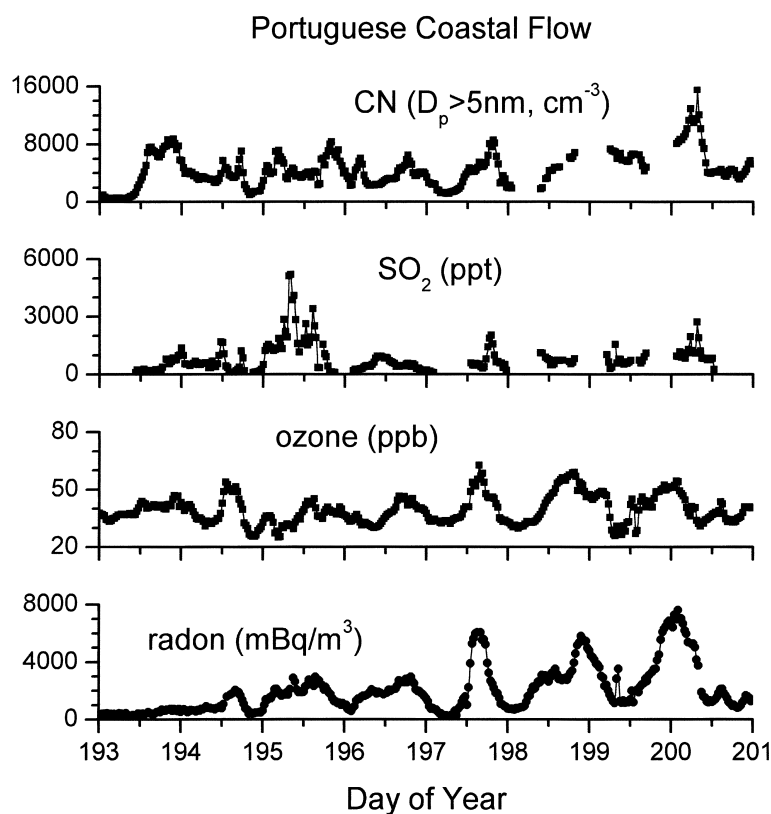 Portuguese Coastal Flow
CN (Dp>5nm, cm-3)
16000
8000
0
SO2 (ppt)
6000
3000
0
ozone (ppb)
80
50
20
radon (mBq/m3)
8000
4000
0
193 194 195 196 197 198 199 200 201
Day of Year